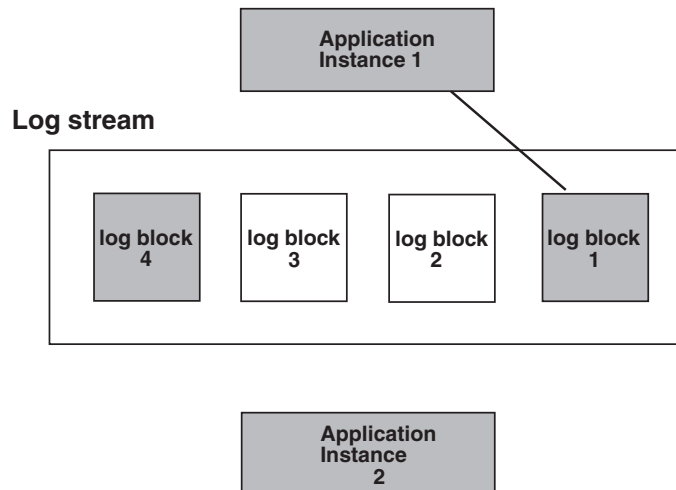 Application
Instance 1
Log stream
log block
4
log block
3
log block
2
log block
1
Application
Instance
2